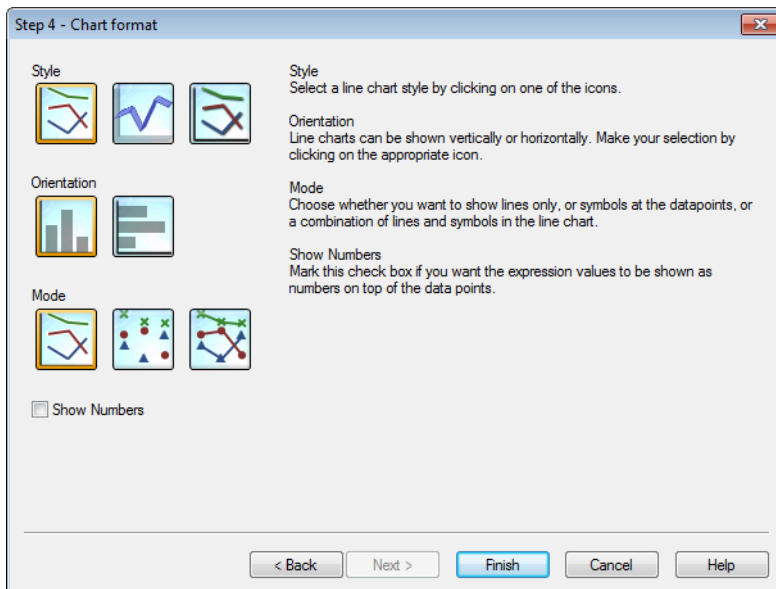 Step 4 - Chart format
Style
Orientation
Mode
Show Numbers
Style
Select a line chart style by clicking on one of the icons.
Orientation
Line charts can be shown vertically or horizontally. Make your selection by
clicking on the appropriate icon.
Mode
Choose whether you want to show lines only, or symbols at the datapoints, or
a combination of lines and symbols in the line chart.
Show Numbers
Mark this check box if you want the expression values to be shown as
numbers on top of the data points.
< Back
Next >
Finish
Cancel
Help